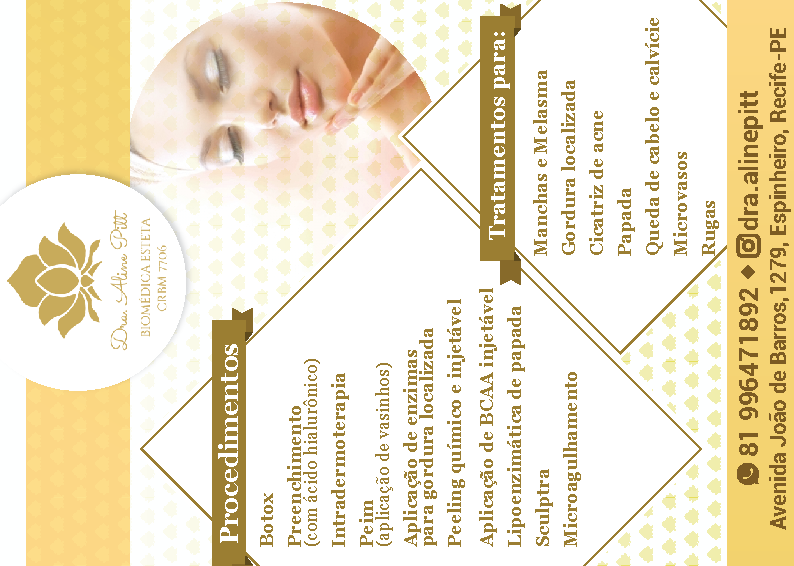 Dra. Aline Pitt
BIOMÉDICA ESTETA
CRBM 7706
Procedimentos
Botox
Preenchimento
(com ácido hialurônico)
Intradermoterapia
Peim
(aplicação de vasinhos)
Aplicação de enzimas
para gordura localizada
Peeling químico e injetável
Aplicação de BCAA injetável
Lipoenzimática de papada
Sculptra
Microagulhamento
Tratamentos para:
Manchas e Melasma
Gordura localizada
Cicatriz de acne
Papada
Queda de cabelo e calvície
Microvasos
Rugas
81 996471892 ◆ dra.alinepitt
Avenida João de Barros,1279, Espinheiro, Recife-PE